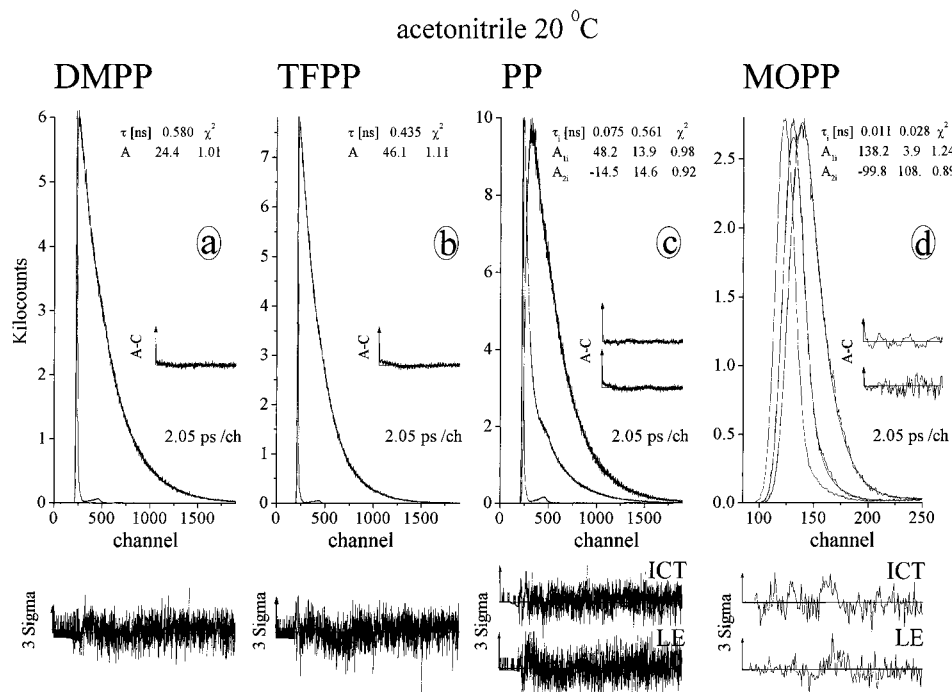 acetonitrile 20 °C
DMPP
TFPP
PP
MOPP
Kilocounts
6
5
4
3
2
1
0
τ [ns] 0.580 χ²
A 24.4 1.01
a
A-C
2.05 ps /ch
0 500 1000 1500
channel
3 Sigma
7
6
5
4
3
2
1
0
τ [ns] 0.435 χ²
A 46.1 1.11
b
A-C
2.05 ps /ch
0 500 1000 1500
channel
3 Sigma
10
8
6
4
2
0
τi [ns] 0.075 0.561 χ²
A1i 48.2 13.9 0.98
A2i -14.5 14.6 0.92
c
A-C
2.05 ps /ch
0 500 1000 1500
channel
ICT
LE
3 Sigma
2.5
2.0
1.5
1.0
0.5
0.0
τi [ns] 0.011 0.028 χ²
A1i 138.2 3.9 1.24
A2i -99.8 108. 0.89
d
A-C
2.05 ps /ch
100 150 200 250
channel
ICT
LE
3 Sigma